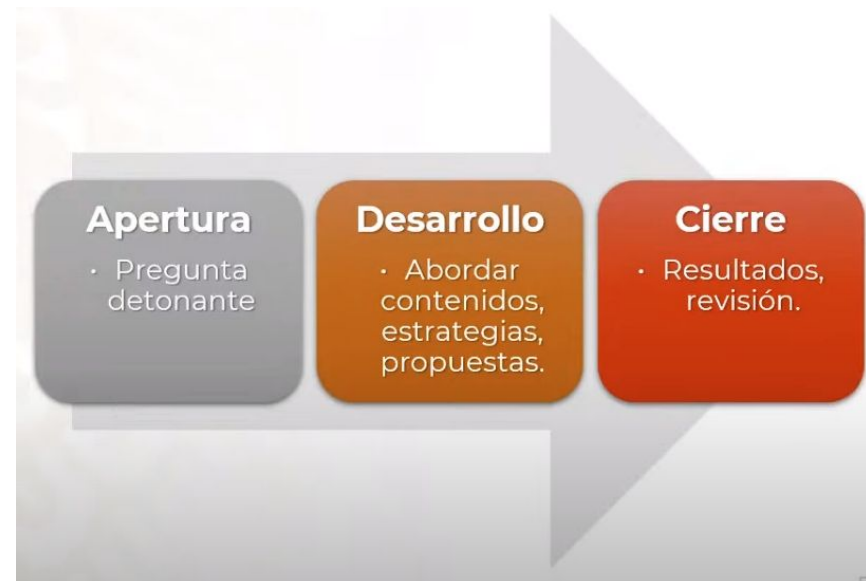 Apertura
· Pregunta
detonante
Desarrollo
· Abordar
contenidos,
estrategias,
propuestas.
Cierre
· Resultados,
revisión.